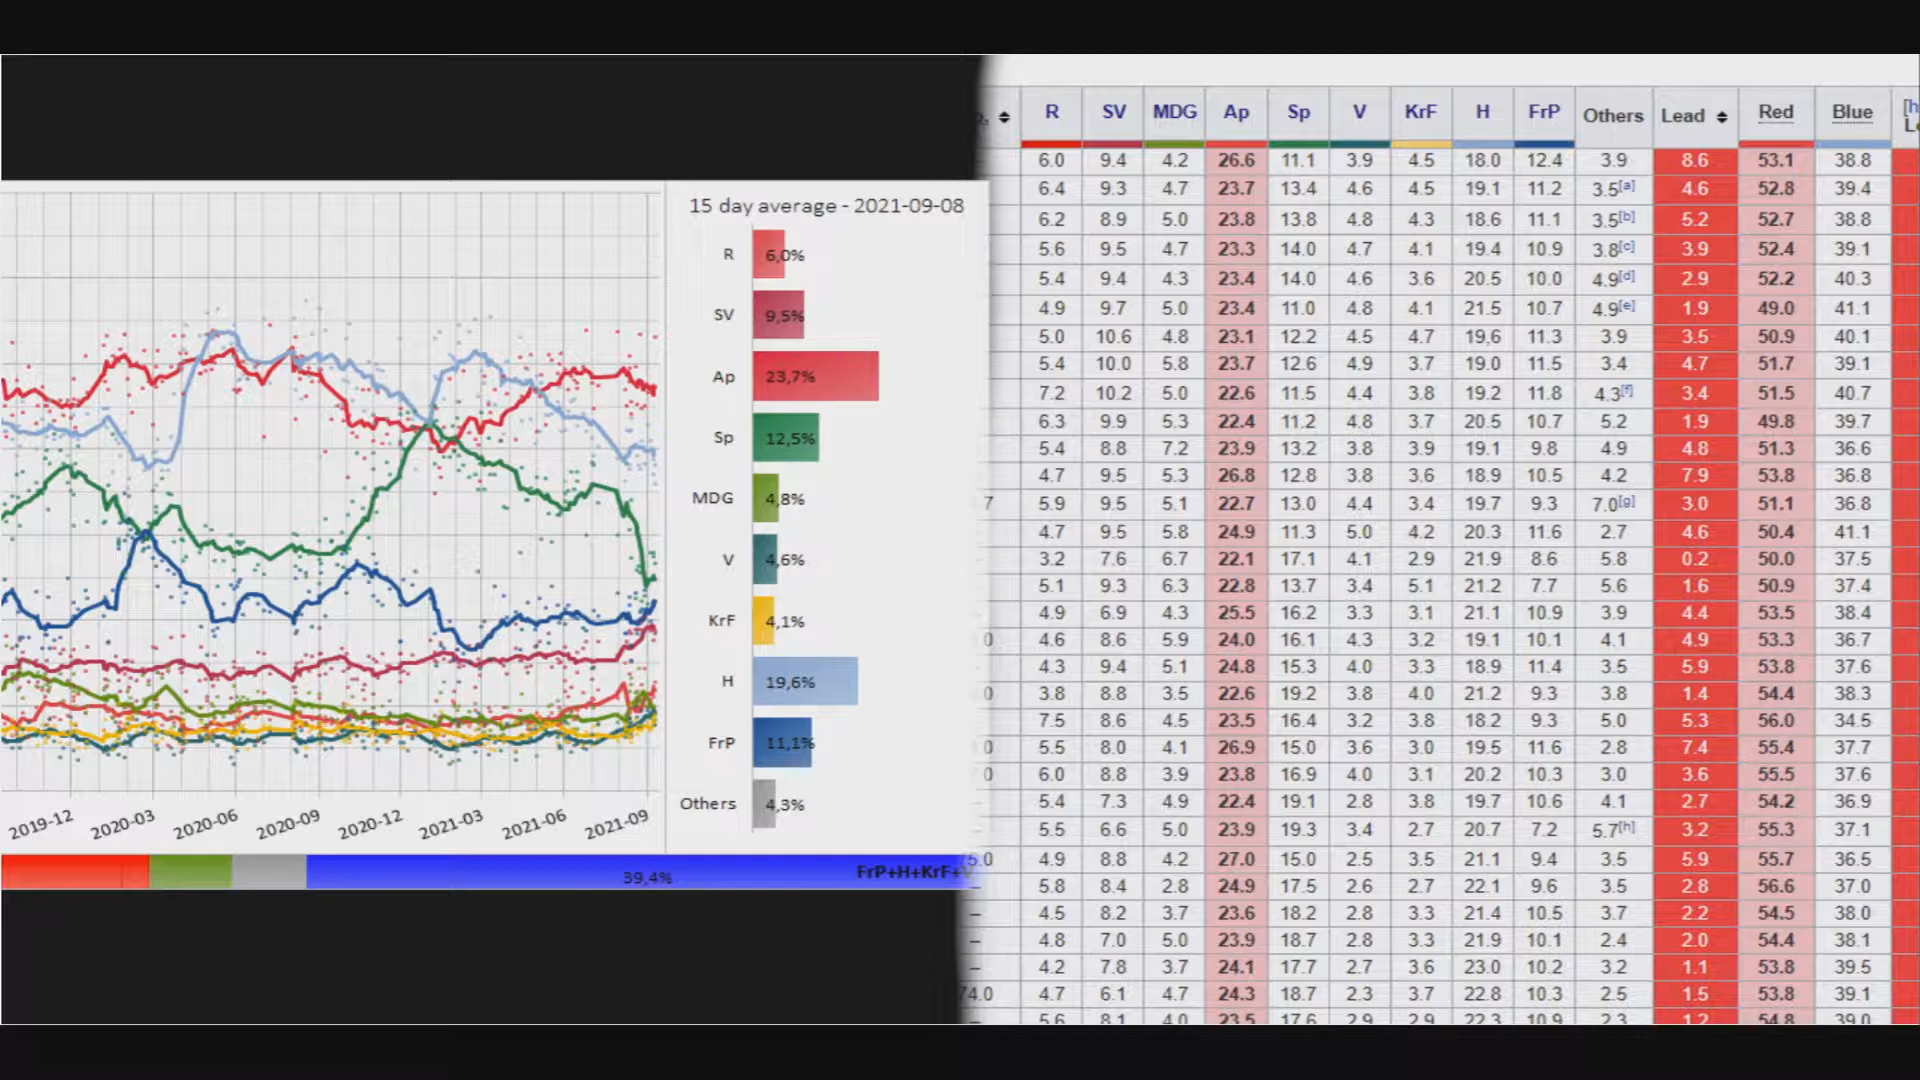 15 day average - 2021-09-08
R 6,0%
SV 9,5%
Ap 23,7%
Sp 12,5%
MDG 4,8%
V 4,6%
KrF 4,1%
H 19,6%
FrP 11,1%
Others 4,3%
2019-12 2020-03 2020-06 2020-09 2020-12 2021-03 2021-06 2021-09
39,4% FrP+H+KrF+V
R SV MDG Ap Sp V KrF H FrP Others Lead Red Blue
6.0 9.4 4.2 26.6 11.1 3.9 4.5 18.0 12.4 3.9 8.6 53.1 38.8
6.4 9.3 4.7 23.7 13.4 4.6 4.5 19.1 11.2 3.5[a] 4.6 52.8 39.4
6.2 8.9 5.0 23.8 13.8 4.8 4.3 18.6 11.1 3.5[b] 5.2 52.7 38.8
5.6 9.5 4.7 23.3 14.0 4.7 4.1 19.4 10.9 3.8[c] 3.9 52.4 39.1
5.4 9.4 4.3 23.4 14.0 4.6 3.6 20.5 10.0 4.9[d] 2.9 52.2 40.3
4.9 9.7 5.0 23.4 11.0 4.8 4.1 21.5 10.7 4.9[e] 1.9 49.0 41.1
5.0 10.6 4.8 23.1 12.2 4.5 4.7 19,6 11.3 3.9 3.5 50.9 40.1
5.4 10.0 5.8 23.7 12.6 4.9 3.7 19.0 11.5 3.4 4.7 51.7 39.1
7.2 10.2 5.0 22.6 11.5 4.4 3.8 19.2 11.8 4.3[f] 3.4 51.5 40.7
6.3 9.9 5.3 22.4 11.2 4.8 3.7 20.5 10.7 5.2 1.9 49.8 39.7
5.4 8.8 7.2 23.9 13.2 3.8 3.9 19.1 9.8 4.9 4.8 51.3 36.6
4.7 9.5 5.3 26.8 12.8 3.8 3.6 18.9 10.5 4.2 7.9 53.8 36.8
7 5.9 9.5 5.1 22.7 13.0 4.4 3.4 19.7 9.3 7.0[g] 3.0 51.1 36.8
4.7 9.5 5.8 24.9 11.3 5.0 4.2 20.3 11.6 2.7 4.6 50.4 41.1
3.2 7.6 6.7 22.1 17.1 4.1 2.9 21.9 8.6 5.8 0.2 50.0 37.5
5.1 9.3 6.3 22.8 13.7 3.4 5.1 21.2 7.7 5.6 1.6 50.9 37.4
4.9 6.9 4.3 25.5 16.2 3.3 3.1 21.1 10.9 3.9 4.4 53.5 38.4
0 4.6 8.6 5.9 24.0 16.1 4.3 3.2 19.1 10.1 4.1 4.9 53.3 36.7
4.3 9.4 5.1 24.8 15.3 4.0 3.3 18.9 11.4 3.5 5.9 53.8 37.6
0 3.8 8.8 3.5 22.6 19.2 3.8 4.0 21.2 9.3 3.8 1.4 54.4 38.3
7.5 8.6 4.5 23.5 16.4 3.2 3.8 18.2 9.3 5.0 5.3 56.0 34.5
0 5.5 8.0 4.1 26.9 15.0 3.6 3.0 19.5 11.6 2.8 7.4 55.4 37.7
0 6.0 8.8 3.9 23.8 16.9 4.0 3.1 20.2 10.3 3.0 3.6 55.5 37.6
5.4 7.3 4.9 22.4 19.1 2.8 3.8 19.7 10.6 4.1 2.7 54.2 36.9
5.5 6.6 5.0 23.9 19.3 3.4 2.7 20.7 7.2 5.7[h] 3.2 55.3 37.1
5.0 4.9 8.8 4.2 27.0 15.0 2.5 3.5 21.1 9.4 3.5 5.9 55.7 36.5
– 5.8 8.4 2.8 24.9 17.5 2.6 2.7 22.1 9.6 3.5 2.8 56.6 37.0
– 4.5 8.2 3.7 23.6 18.2 2.8 3.3 21.4 10.5 3.7 2.2 54.5 38.0
– 4.8 7.0 5.0 23.9 18.7 2.8 3.3 21.9 10.1 2.4 2.0 54.4 38.1
– 4.2 7.8 3.7 24.1 17.7 2.7 3.6 23.0 10.2 3.2 1.1 53.8 39.5
74.0 4.7 6.1 4.7 24.3 18.7 2.3 3.7 22.8 10.3 2.5 1.5 53.8 39.1
– 5.6 8.1 4.0 23.5 17.6 2.9 2.9 22.3 10.9 2.3 1.2 54.8 39.0